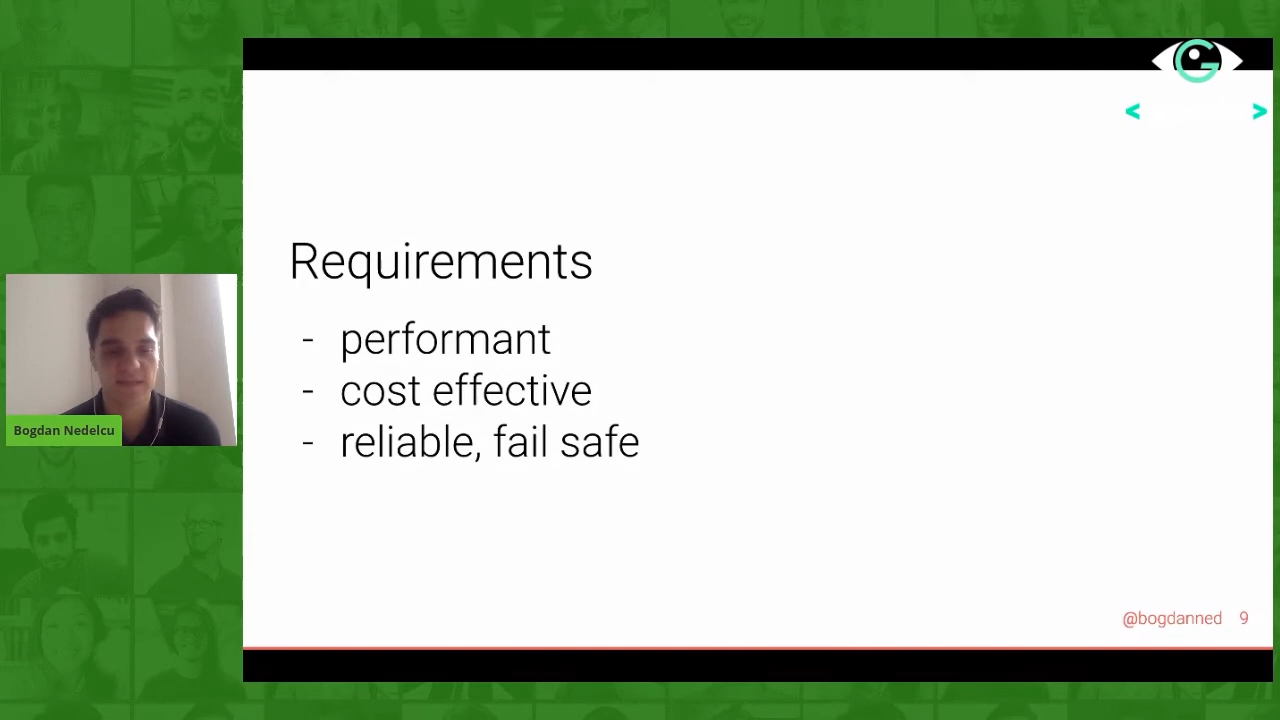 < >
Requirements
- performant
- cost effective
- reliable, fail safe
Bogdan Nedelcu
@bogdanned 9